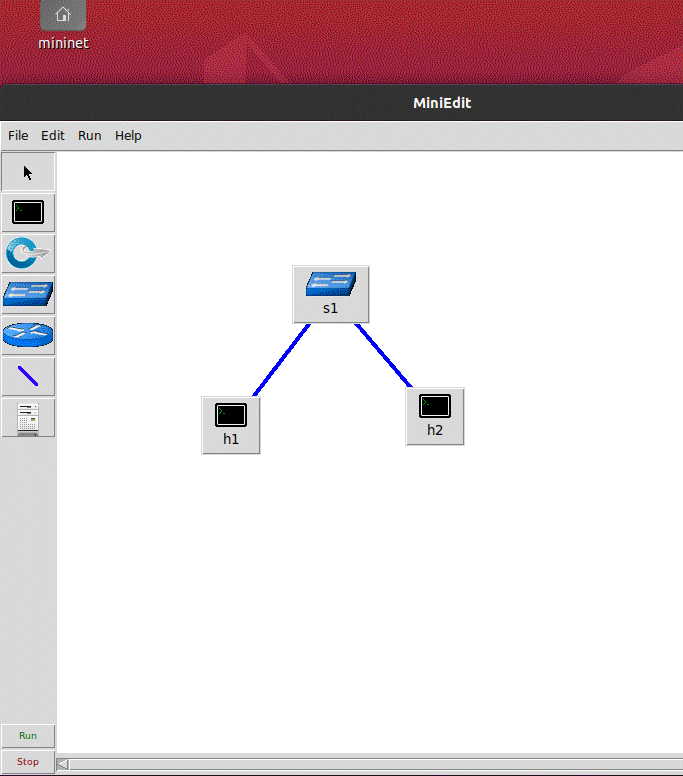 mininet
MiniEdit
File Edit Run Help
s1
h1
h2
Run
Stop